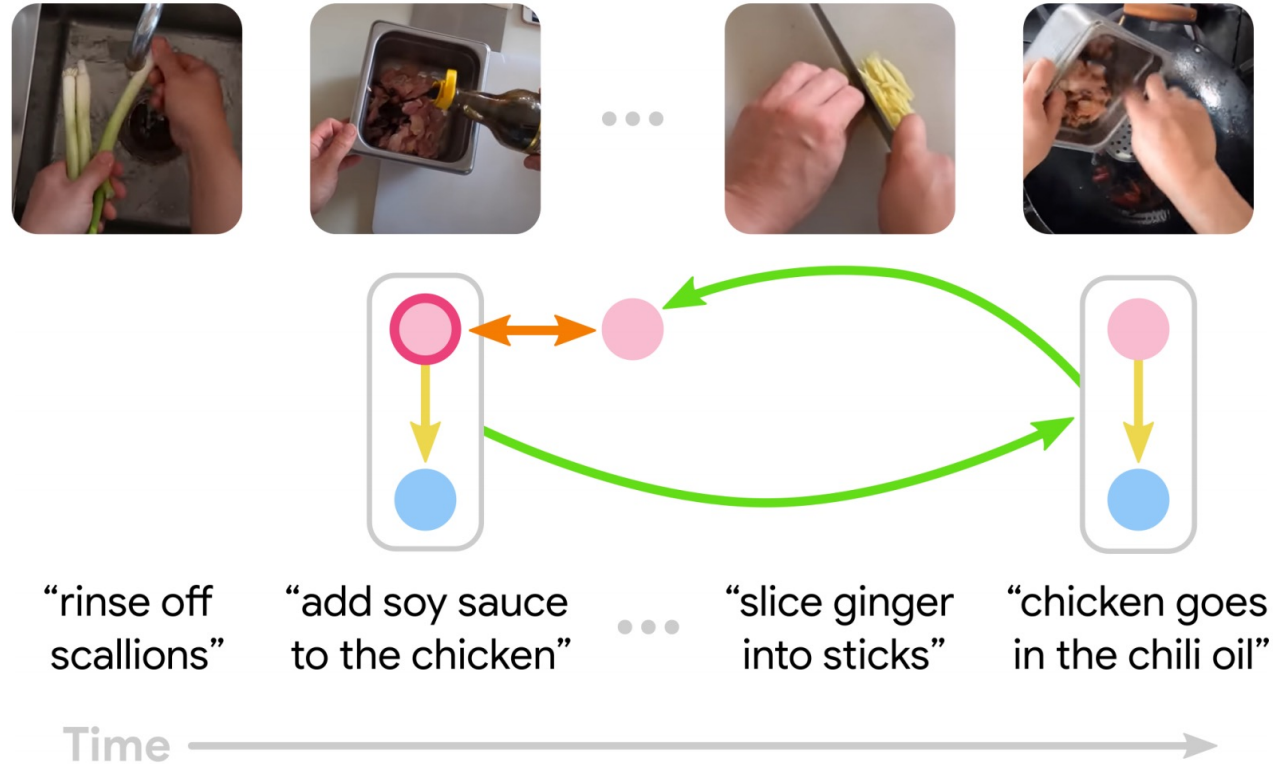 “rinse off
scallions”
“add soy sauce
to the chicken”
“slice ginger
into sticks”
“chicken goes
in the chili oil”
Time